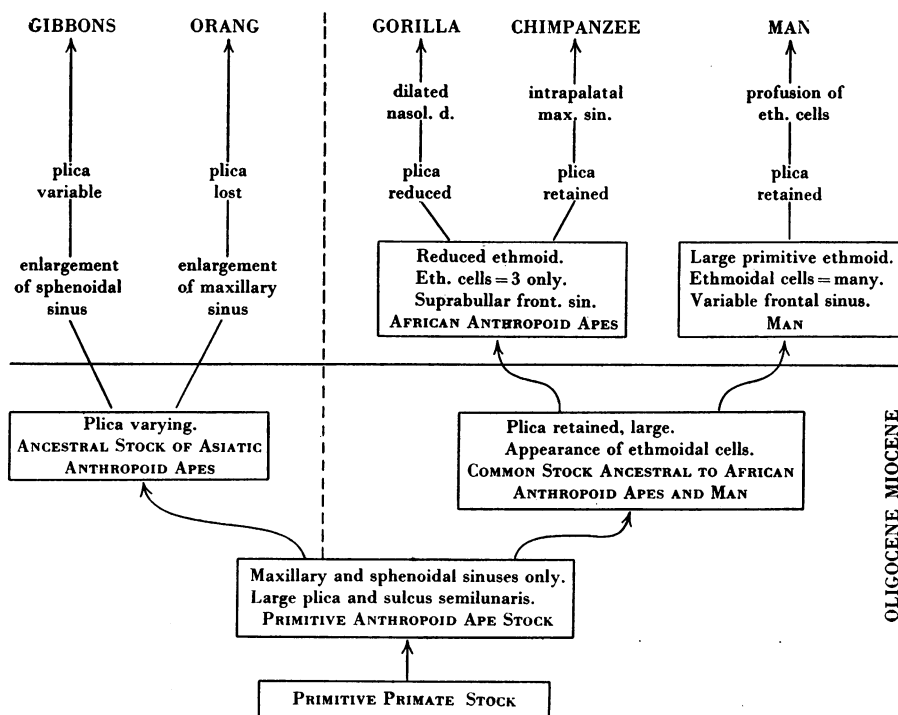 GIBBONS
ORANG
GORILLA
CHIMPANZEE
MAN
dilated
nasol. d.
intrapalatal
max. sin.
profusion of
eth. cells
plica
variable
plica
lost
plica
reduced
plica
retained
plica
retained
enlargement
of sphenoidal
sinus
enlargement
of maxillary
sinus
Reduced ethmoid.
Eth. cells=3 only.
Suprabullar front. sin.
AFRICAN ANTHROPOID APES
Large primitive ethmoid.
Ethmoidal cells=many.
Variable frontal sinus.
MAN
Plica varying.
ANCESTRAL STOCK OF ASIATIC
ANTHROPOID APES
Plica retained, large.
Appearance of ethmoidal cells.
COMMON STOCK ANCESTRAL TO AFRICAN
ANTHROPOID APES AND MAN
OLIGOCENE MIOCENE
Maxillary and sphenoidal sinuses only.
Large plica and sulcus semilunaris.
PRIMITIVE ANTHROPOID APE STOCK
PRIMITIVE PRIMATE STOCK